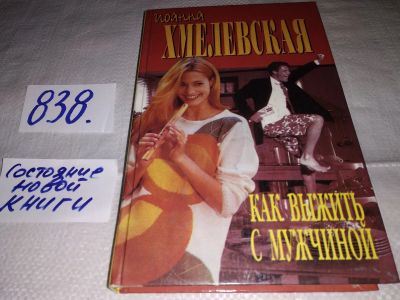 Иоанна
ХМЕЛЕВСКАЯ
КАК ВЫЖИТЬ
С МУЖЧИНОЙ
838.
Состояние
новой
книги